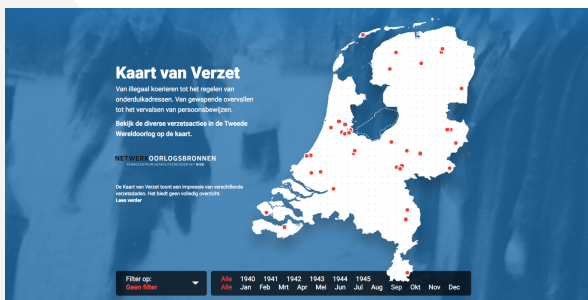 Kaart van Verzet
Van illegaal koerieren tot het regelen van
onderduikadressen. Van gewapende overvallen
tot het vervalsen van persoonsbewijzen.
Bekijk de diverse verzetsacties in de Tweede
Wereldoorlog op de kaart.
NETWERKOORLOGSBRONNEN
De Kaart van Verzet toont een impressie van verschillende
verzetsdaden. Het biedt geen volledig overzicht.
Lees verder
Filter op:
Geen filter
Alle 1940 1941 1942 1943 1944 1945
Alle Jan Feb Mrt Apr Mei Jun Jul Aug Sep Okt Nov Dec